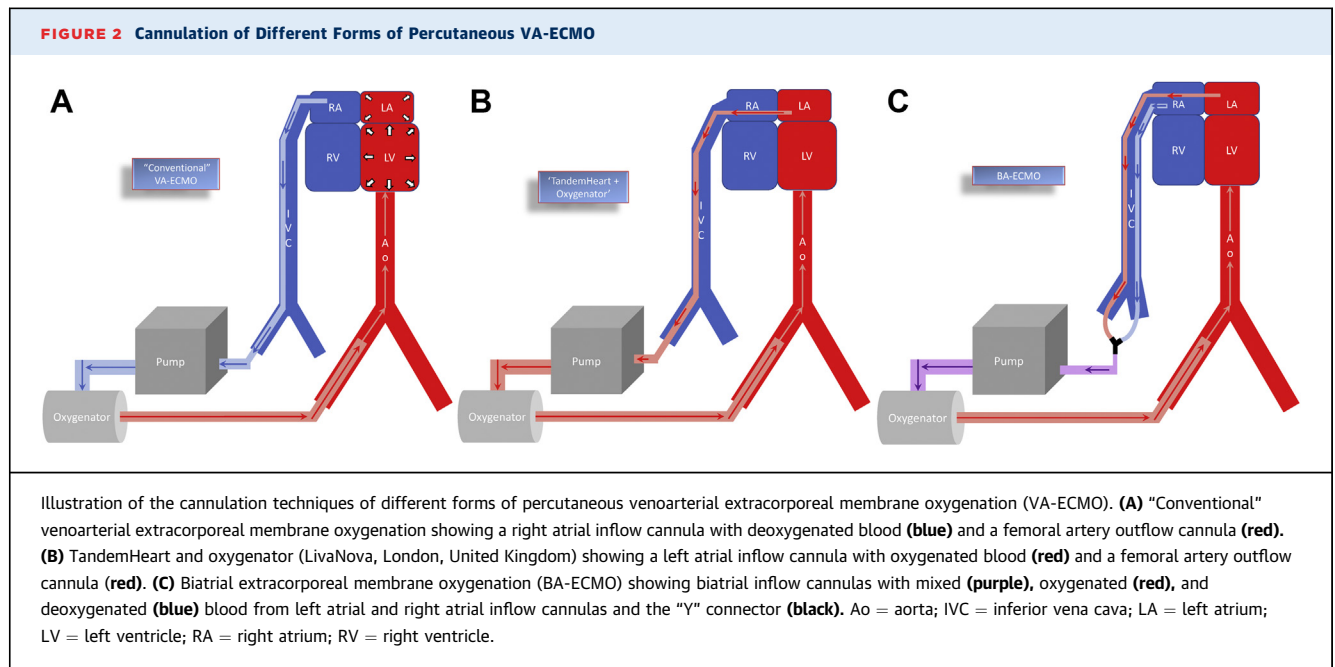 FIGURE 2 Cannulation of Different Forms of Percutaneous VA-ECMO
A
RA
LA
RV
LV
"Conventional"
VA-ECMO
IVC
Ao
Pump
Oxygenator
B
RA
LA
RV
LV
'TandemHeart +
Oxygenator'
IVC
Ao
Pump
Oxygenator
C
RA
LA
RV
LV
BA-ECMO
IVC
Ao
Pump
Oxygenator
Illustration of the cannulation techniques of different forms of percutaneous venoarterial extracorporeal membrane oxygenation (VA-ECMO). (A) "Conventional"
venoarterial extracorporeal membrane oxygenation showing a right atrial inflow cannula with deoxygenated blood (blue) and a femoral artery outflow cannula (red).
(B) TandemHeart and oxygenator (LivaNova, London, United Kingdom) showing a left atrial inflow cannula with oxygenated blood (red) and a femoral artery outflow
cannula (red). (C) Biatrial extracorporeal membrane oxygenation (BA-ECMO) showing biatrial inflow cannulas with mixed (purple), oxygenated (red), and
deoxygenated (blue) blood from left atrial and right atrial inflow cannulas and the "Y" connector (black). Ao = aorta; IVC = inferior vena cava; LA = left atrium;
LV = left ventricle; RA = right atrium; RV = right ventricle.